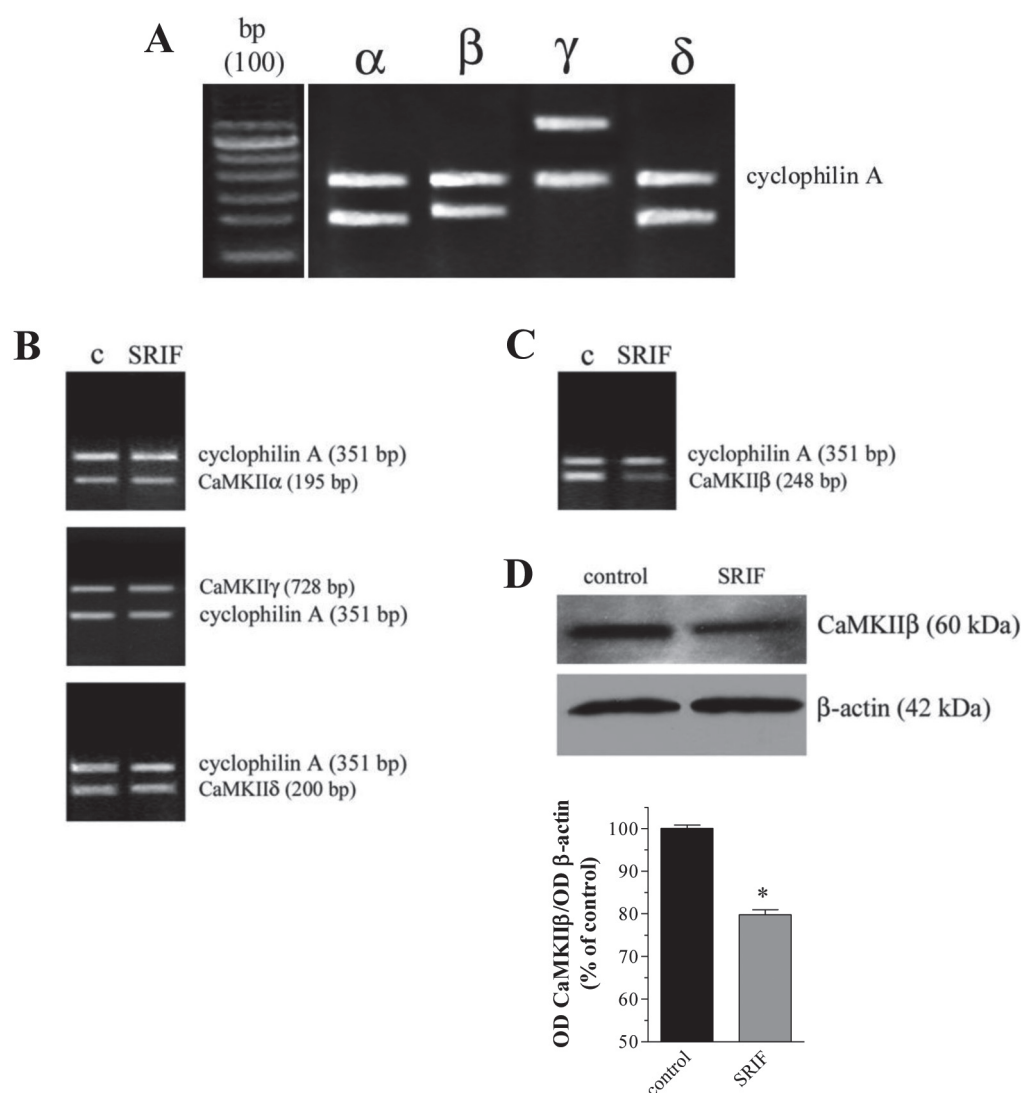 A
bp
(100)
α
β
γ
δ
cyclophilin A
B
c SRIF
cyclophilin A (351 bp)
CaMKIIα (195 bp)
CaMKIIγ (728 bp)
cyclophilin A (351 bp)
cyclophilin A (351 bp)
CaMKIIδ (200 bp)
C
c SRIF
cyclophilin A (351 bp)
CaMKIIβ (248 bp)
D
control SRIF
CaMKIIβ (60 kDa)
β-actin (42 kDa)
OD CaMKIIβ/OD β-actin
(% of control)
100
90
80
70
60
50
*
control
SRIF